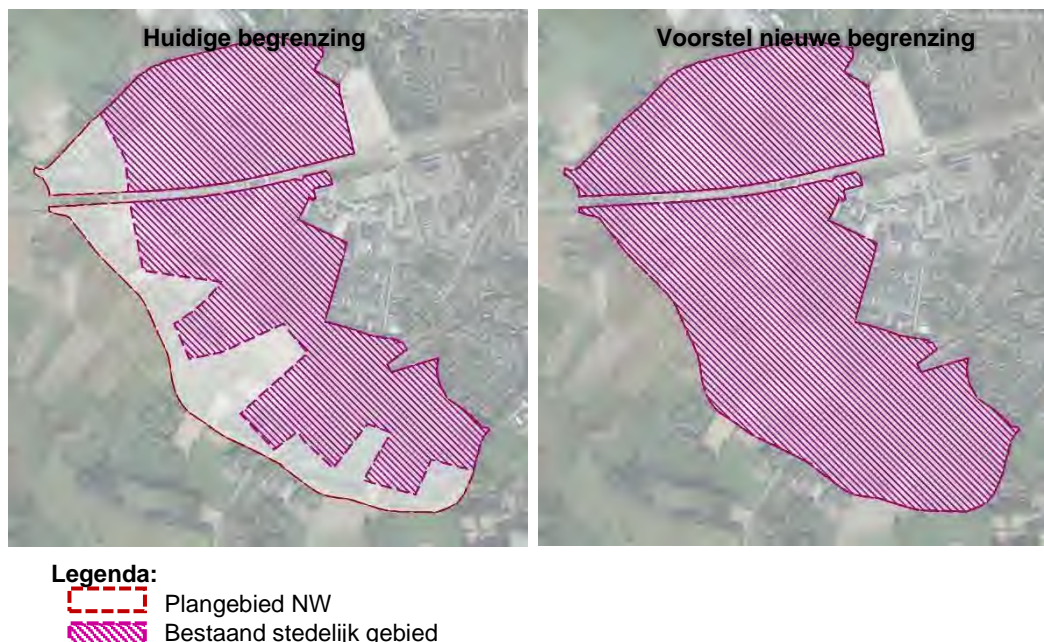 Huidige begrenzing
Voorstel nieuwe begrenzing
Legenda:
Plangebied NW
Bestaand stedelijk gebied